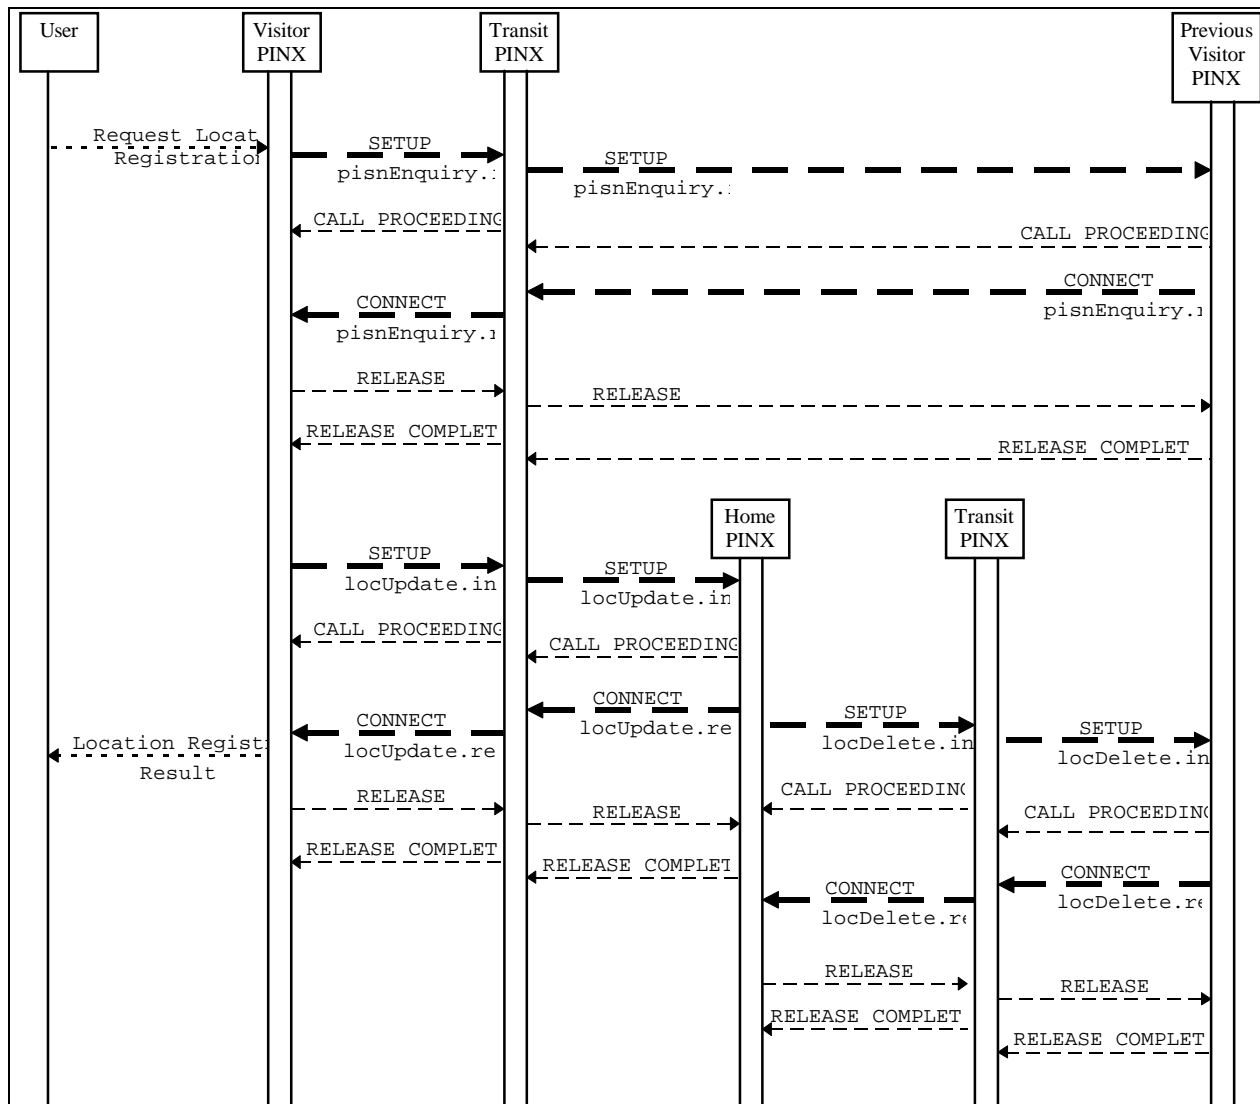 User
Visitor
PINX
Transit
PINX
Previous
Visitor
PINX
Request Locat
Registration
SETUP
pisnEnquiry.
SETUP
pisnEnquiry.
CALL PROCEEDING
CALL PROCEEDING
CONNECT
pisnEnquiry.
CONNECT
pisnEnquiry.
RELEASE
RELEASE
RELEASE COMPLET
RELEASE COMPLET
Home
PINX
Transit
PINX
SETUP
locUpdate.in
SETUP
locUpdate.in
CALL PROCEEDING
CALL PROCEEDING
CONNECT
locUpdate.re
CONNECT
locUpdate.re
SETUP
locDelete.in
SETUP
locDelete.in
Location Regist
Result
CALL PROCEEDING
CALL PROCEEDING
RELEASE
RELEASE
RELEASE COMPLET
RELEASE COMPLET
CONNECT
locDelete.re
CONNECT
locDelete.re
RELEASE
RELEASE
RELEASE COMPLET
RELEASE COMPLET